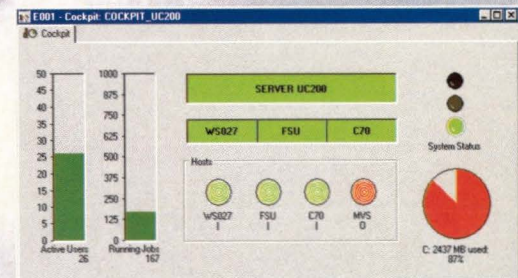 E001 - Cockpit: COCKPIT_UC200
Cockpit
50
45
40
35
30
25
20
15
10
5
0
Active Users
26
1000
875
750
625
500
375
250
125
0
Running Jobs
167
SERVER UC200
WS027 FSU C70
Hosts
WS027 FSU C70 MVS
I I I 0
System Status
C: 2437 MB used:
87%